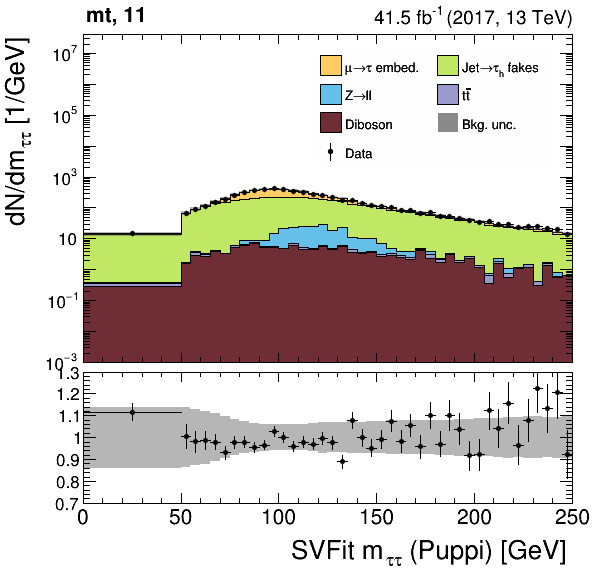 mt, 11
41.5 fb⁻¹ (2017, 13 TeV)
dN/dm_ττ [1/GeV]
10⁷
10⁵
10³
10
10⁻¹
10⁻³
μ→τ embed.
Jet→τ_h fakes
Z→ll
tt̄
Diboson
Bkg. unc.
Data
1.3
1.2
1.1
1
0.9
0.8
0.7
0 50 100 150 200 250
SVFit m_ττ (Puppi) [GeV]